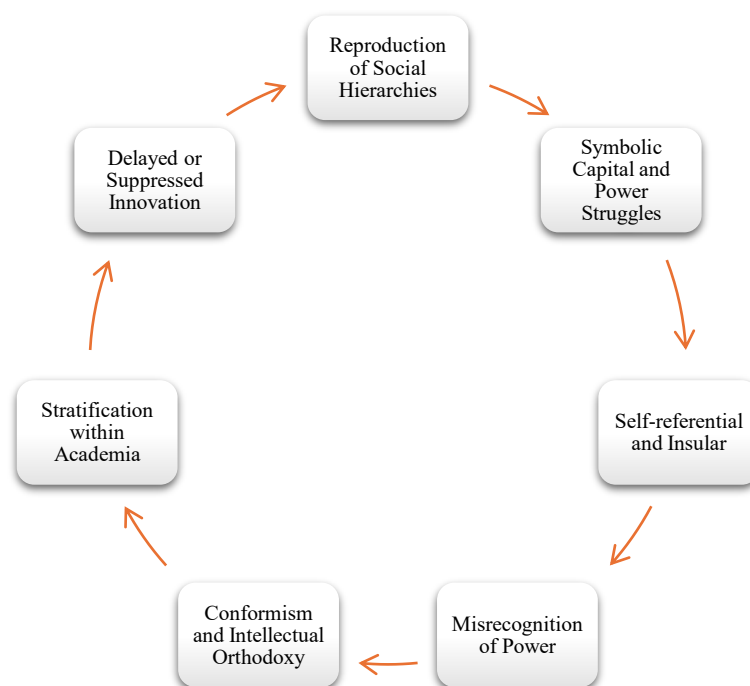 Reproduction
of Social
Hierarchies
Symbolic
Capital and
Power
Struggles
Self-referential
and Insular
Misrecognition
of Power
Conformism
and Intellectual
Orthodoxy
Stratification
within
Academia
Delayed or
Suppressed
Innovation